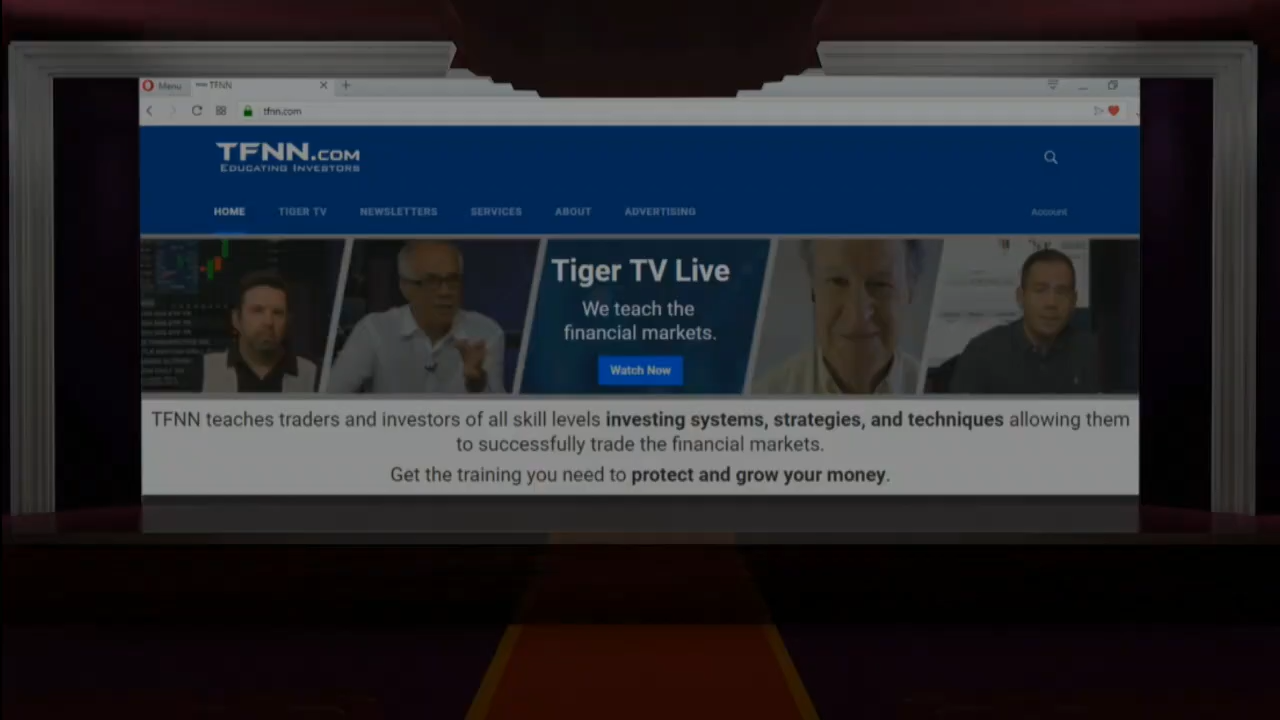 Menu
TFNN
tfnn.com
TFNN.COM
EDUCATING INVESTORS
HOME TIGER TV NEWSLETTERS SERVICES ABOUT ADVERTISING Account
Tiger TV Live
We teach the
financial markets.
Watch Now
TFNN teaches traders and investors of all skill levels investing systems, strategies, and techniques allowing them
to successfully trade the financial markets.
Get the training you need to protect and grow your money.